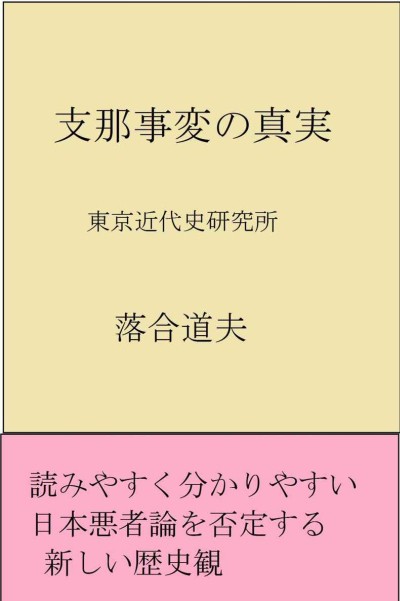 支那事変の真実
東京近代史研究所
落合道夫
読みやすく分かりやすい
日本悪者論を否定する
新しい歴史観